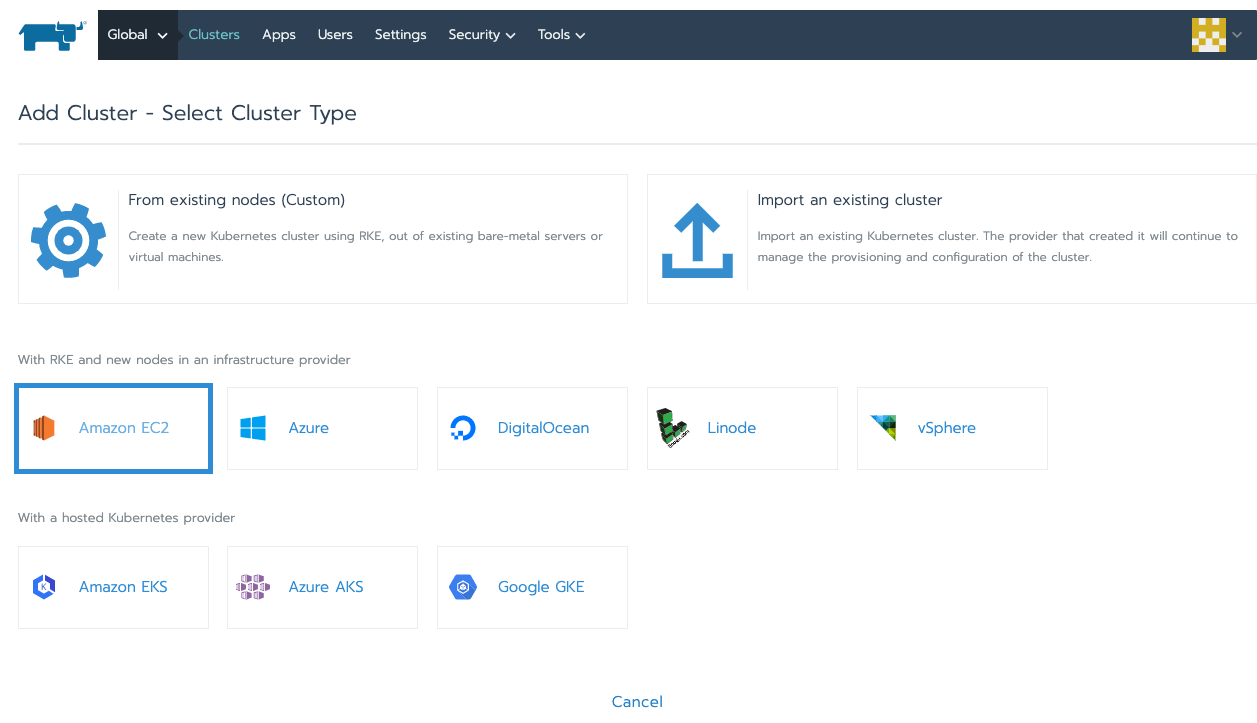 Global Clusters Apps Users Settings Security Tools
Add Cluster - Select Cluster Type
From existing nodes (Custom)
Create a new Kubernetes cluster using RKE, out of existing bare-metal servers or
virtual machines.
Import an existing cluster
Import an existing Kubernetes cluster. The provider that created it will continue to
manage the provisioning and configuration of the cluster.
With RKE and new nodes in an infrastructure provider
Amazon EC2
Azure
DigitalOcean
Linode
vSphere
With a hosted Kubernetes provider
K
Amazon EKS
Azure AKS
Google GKE
Cancel